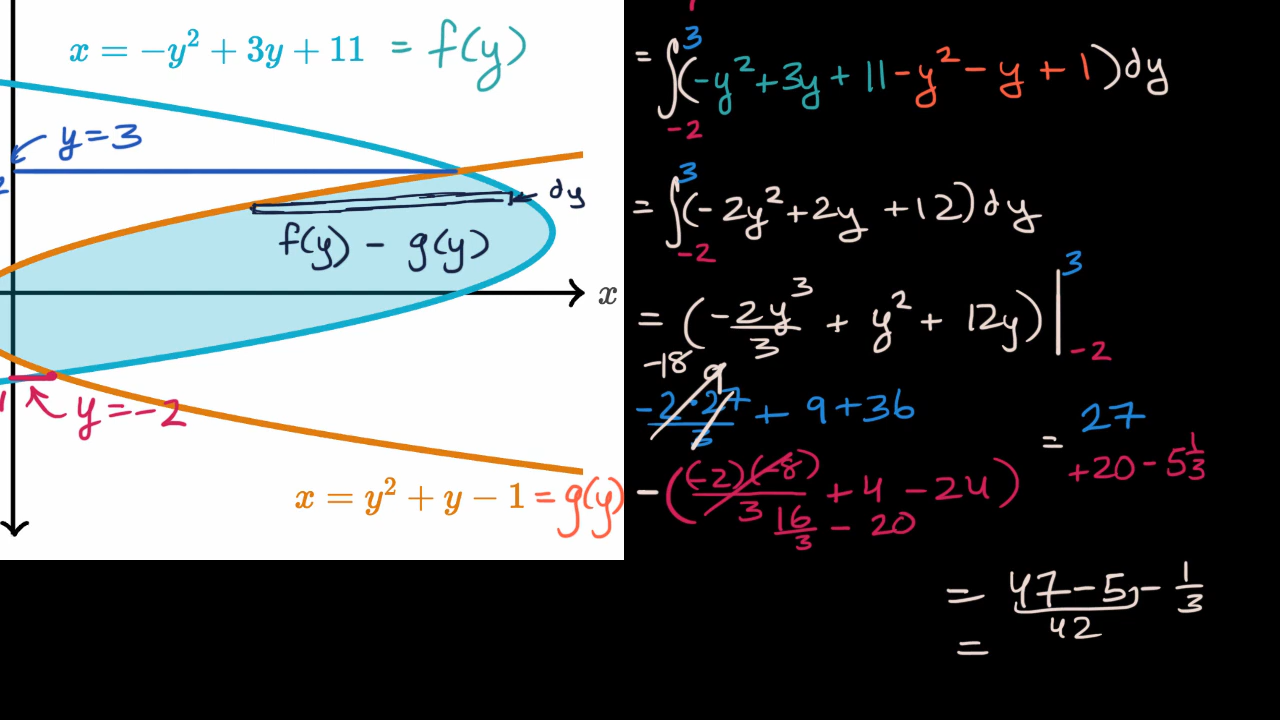 x = −y² + 3y + 11 = f(y)
y=3
dy
f(y) − g(y)
x
y=−2
x = y² + y − 1 = g(y)
= ∫₋₂³(−y²+3y+11−y²−y+1)dy
= ∫₋₂³(−2y²+2y+12)dy
= (−2y³/3 + y² + 12y)|₋₂³
−18 9
−2·27/3 + 9+36
−((−2)(−8)/3 + 4 − 24)
16/3 − 20
= 27
+20−5 1/3
= 47−5−1/3
42
=